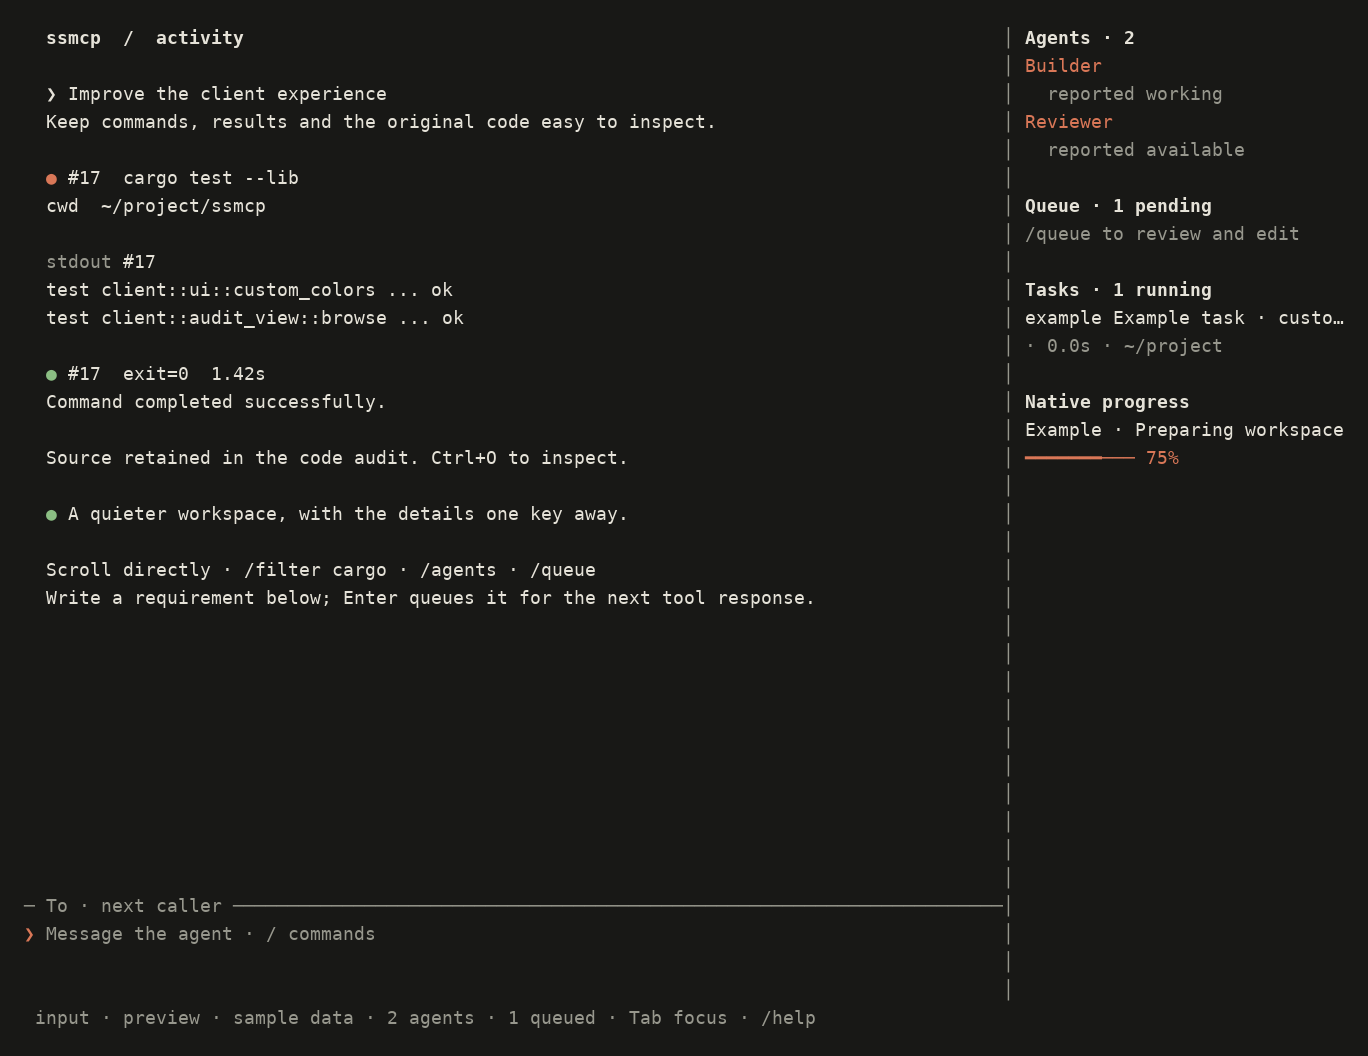 ssmcp / activity
❯ Improve the client experience
Keep commands, results and the original code easy to inspect.
● #17 cargo test --lib
cwd ~/project/ssmcp
stdout #17
test client::ui::custom_colors ... ok
test client::audit_view::browse ... ok
● #17 exit=0 1.42s
Command completed successfully.
Source retained in the code audit. Ctrl+O to inspect.
● A quieter workspace, with the details one key away.
Scroll directly · /filter cargo · /agents · /queue
Write a requirement below; Enter queues it for the next tool response.
Agents · 2
Builder
reported working
Reviewer
reported available
Queue · 1 pending
/queue to review and edit
Tasks · 1 running
example Example task · custo…
· 0.0s · ~/project
Native progress
Example · Preparing workspace
75%
To · next caller
❯ Message the agent · / commands
input · preview · sample data · 2 agents · 1 queued · Tab focus · /help